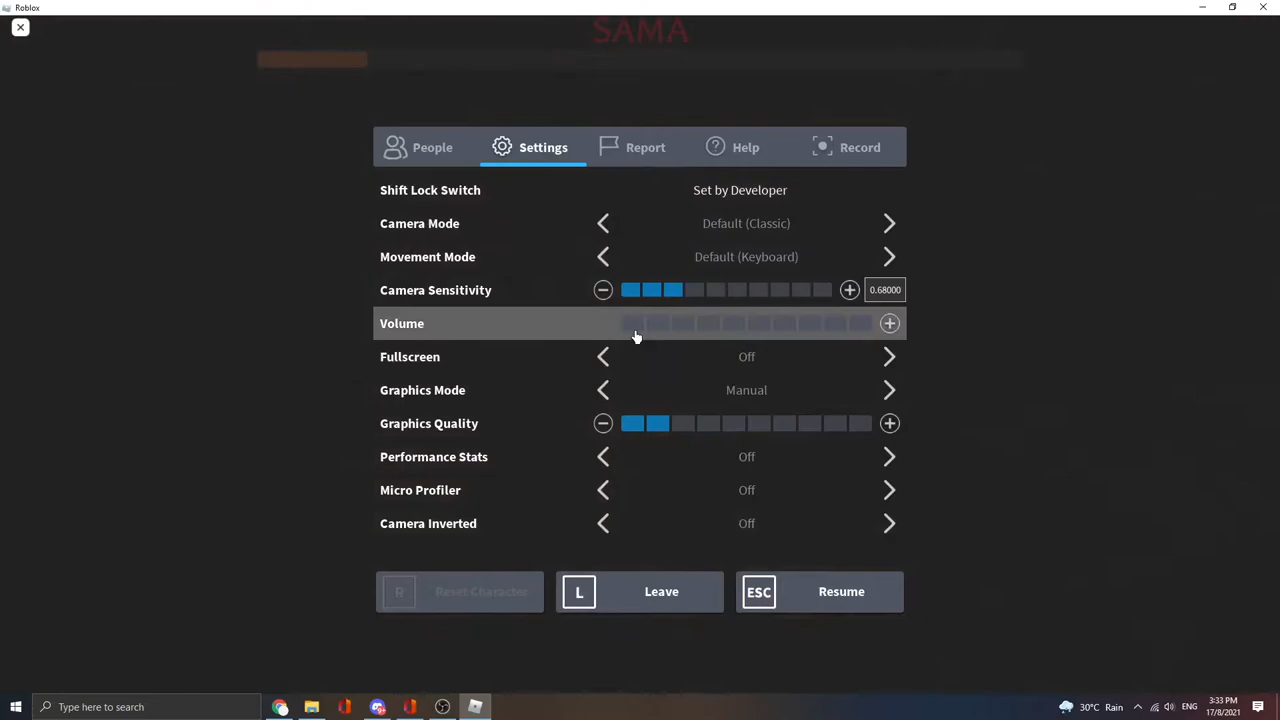 Roblox
SAMA
People Settings Report Help Record
Shift Lock Switch Set by Developer
Camera Mode Default (Classic)
Movement Mode Default (Keyboard)
Camera Sensitivity 0.68000
Volume
Fullscreen Off
Graphics Mode Manual
Graphics Quality
Performance Stats Off
Micro Profiler Off
Camera Inverted Off
R Reset Character L Leave ESC Resume
Type here to search 30°C Rain 3:33 PM
17/8/2021